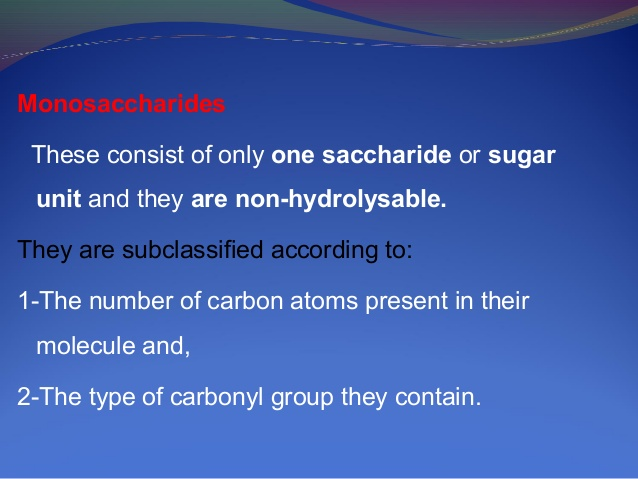 Monosaccharides
These consist of only one saccharide or sugar
unit and they are non-hydrolysable.
They are subclassified according to:
1-The number of carbon atoms present in their
molecule and,
2-The type of carbonyl group they contain.